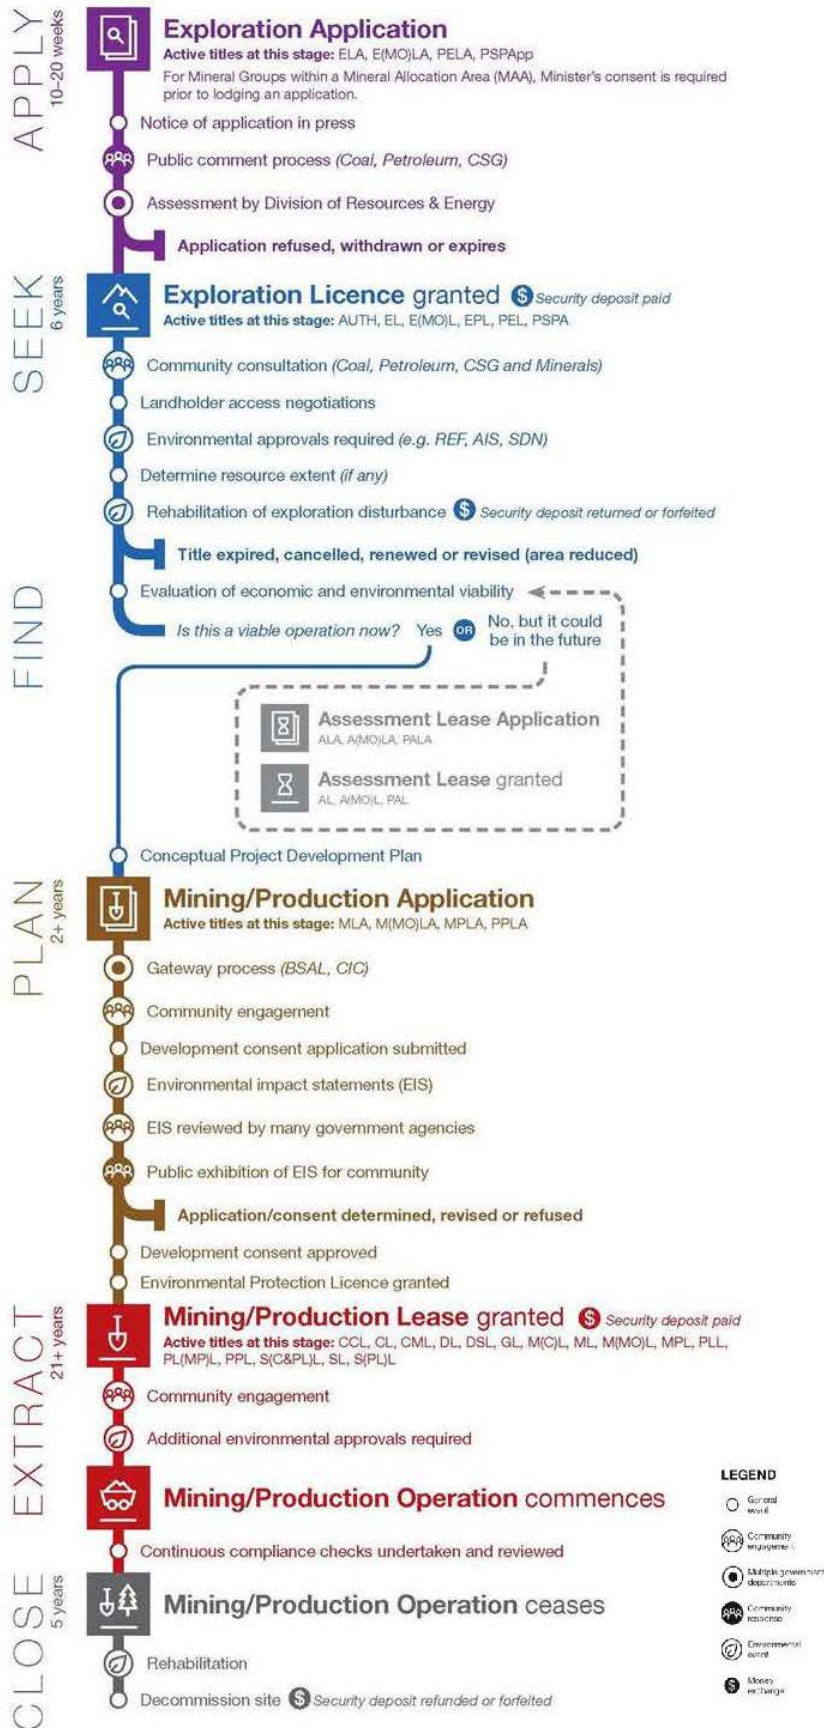 APPLY
10–20 weeks
Exploration Application
Active titles at this stage: ELA, E(MO)LA, PELA, PSPApp
For Mineral Groups within a Mineral Allocation Area (MAA), Minister's consent is required
prior to lodging an application.
Notice of application in press
Public comment process (Coal, Petroleum, CSG)
Assessment by Division of Resources & Energy
Application refused, withdrawn or expires
SEEK
6 years
Exploration Licence granted $ Security deposit paid
Active titles at this stage: AUTH, EL, E(MO)L, EPL, PEL, PSPA
Community consultation (Coal, Petroleum, CSG and Minerals)
Landholder access negotiations
Environmental approvals required (e.g. REF, AIS, SDN)
Determine resource extent (if any)
Rehabilitation of exploration disturbance $ Security deposit returned or forfeited
Title expired, cancelled, renewed or revised (area reduced)
FIND
Evaluation of economic and environmental viability
Is this a viable operation now? Yes OR No, but it could
be in the future
Assessment Lease Application
ALA, A(MO)LA, PALA
Assessment Lease granted
AL, A(MO)L, PAL
Conceptual Project Development Plan
PLAN
2+ years
Mining/Production Application
Active titles at this stage: MLA, M(MO)LA, MPLA, PPLA
Gateway process (BSAL, CIC)
Community engagement
Development consent application submitted
Environmental impact statements (EIS)
EIS reviewed by many government agencies
Public exhibition of EIS for community
Application/consent determined, revised or refused
Development consent approved
Environmental Protection Licence granted
EXTRACT
21+ years
Mining/Production Lease granted $ Security deposit paid
Active titles at this stage: CCL, CL, CML, DL, DSL, GL, M(C)L, ML, M(MO)L, MPL, PLL,
PL(MP)L, PPL, S(C&PL)L, SL, S(PL)L
Community engagement
Additional environmental approvals required
Mining/Production Operation commences
Continuous compliance checks undertaken and reviewed
CLOSE
5 years
Mining/Production Operation ceases
Rehabilitation
Decommission site $ Security deposit refunded or forfeited
LEGEND
General
event
Community
engagement
Multiple government
departments
Community
response
Environmental
event
$ Money
exchange